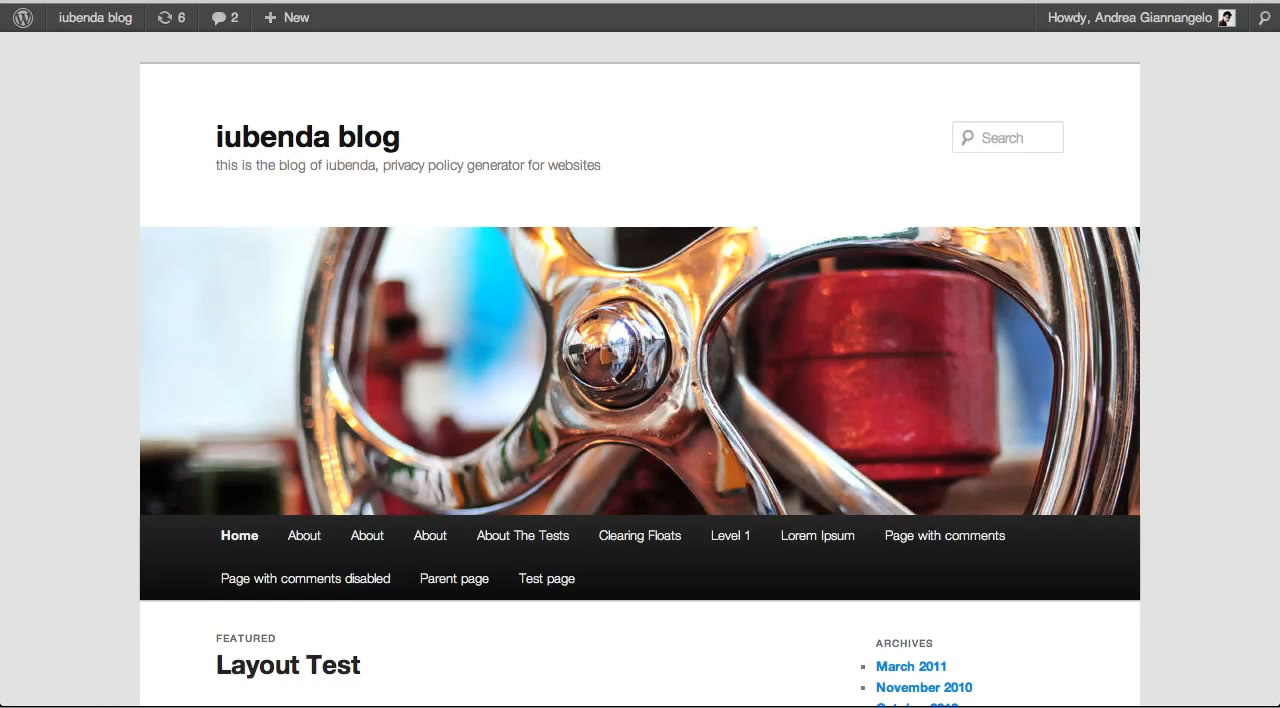 iubenda blog 6 2 + New Howdy, Andrea Giannangelo
iubenda blog
this is the blog of iubenda, privacy policy generator for websites
Search
Home About About About About The Tests Clearing Floats Level 1 Lorem Ipsum Page with comments
Page with comments disabled Parent page Test page
FEATURED
Layout Test
ARCHIVES
March 2011
November 2010